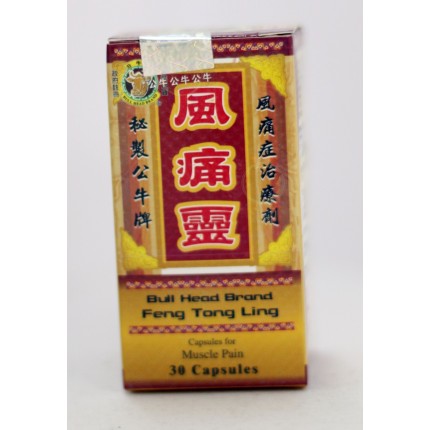 公牛公牛公牛
風痛靈
風痛症治療劑
秘製公牛牌
Bull Head Brand
Feng Tong Ling
Capsules for
Muscle Pain
30 Capsules